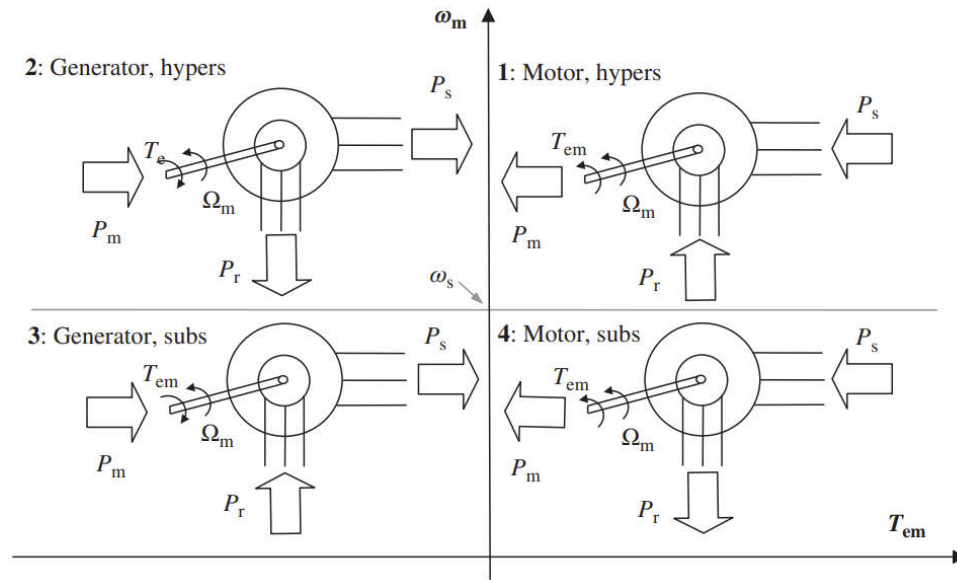 ωm
2: Generator, hypers
Ps
Te
Ωm
Pm
Pr
1: Motor, hypers
Ps
Tem
Ωm
Pm
Pr
ωs
3: Generator, subs
Ps
Tem
Ωm
Pm
Pr
4: Motor, subs
Ps
Tem
Ωm
Pm
Pr
Tem